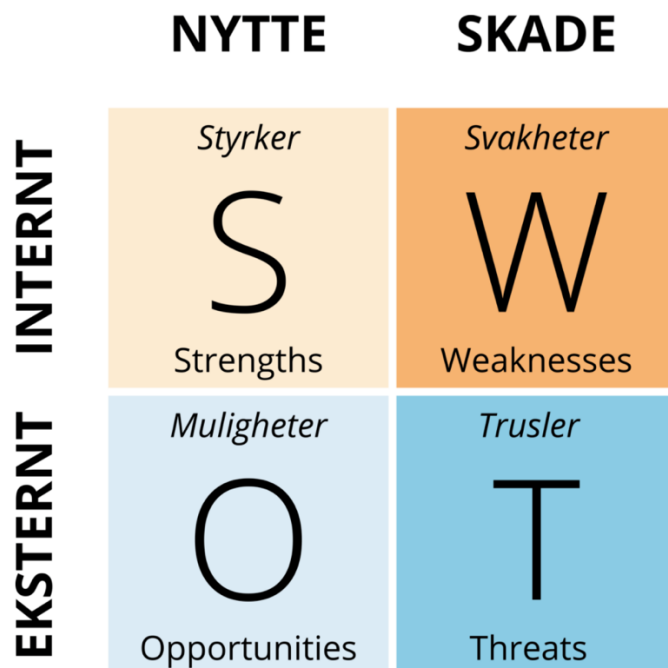 NYTTE SKADE
INTERNT
Styrker
S
Strengths
Svakheter
W
Weaknesses
EKSTERNT
Muligheter
O
Opportunities
Trusler
T
Threats